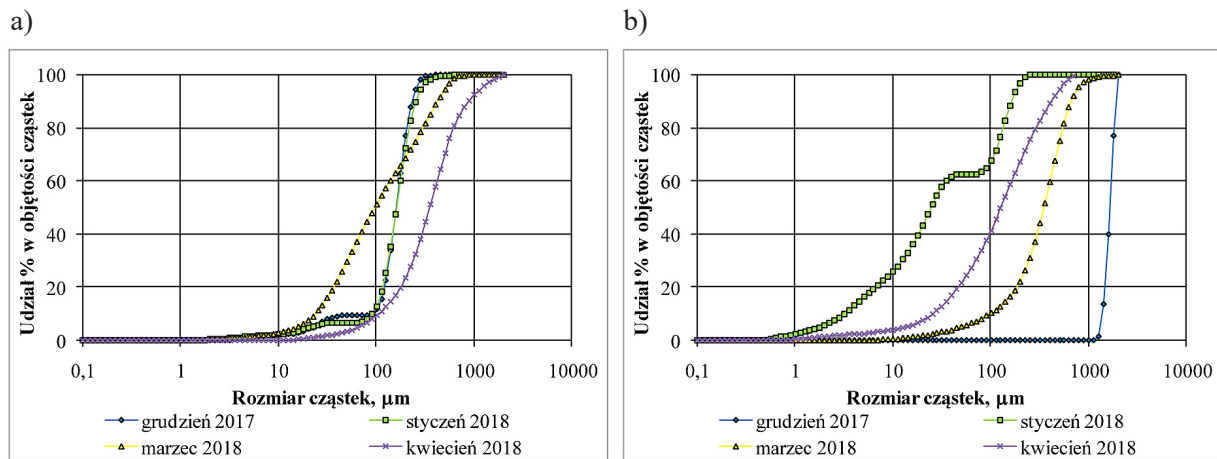 a)
Udział % w objętości cząstek
100
80
60
40
20
0
0,1 1 10 100 1000 10000
Rozmiar cząstek, µm
grudzień 2017 styczeń 2018
marzec 2018 kwiecień 2018
b)
Udział % w objętości cząstek
100
80
60
40
20
0
0,1 1 10 100 1000 10000
Rozmiar cząstek, µm
grudzień 2017 styczeń 2018
marzec 2018 kwiecień 2018